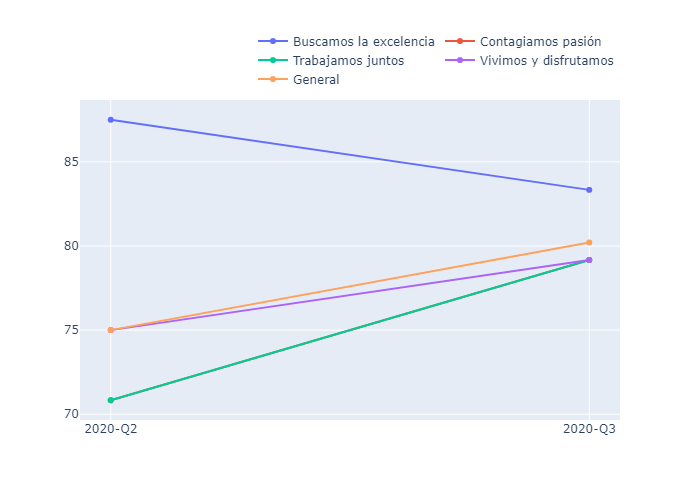 Buscamos la excelencia Contagiamos pasión
Trabajamos juntos Vivimos y disfrutamos
General
85
80
75
70
2020-Q2 2020-Q3